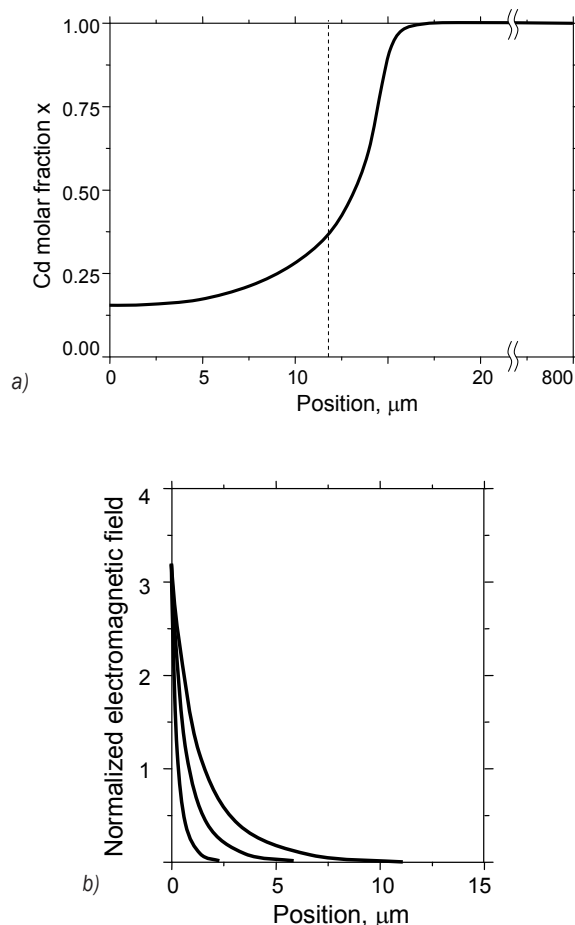 1.00
0.75
0.50
0.25
0.00
Cd molar fraction x
0 5 10 20 800
Position, μm
a)
4
3
2
1
Normalized electromagnetic field
0 5 10 15
Position, μm
b)